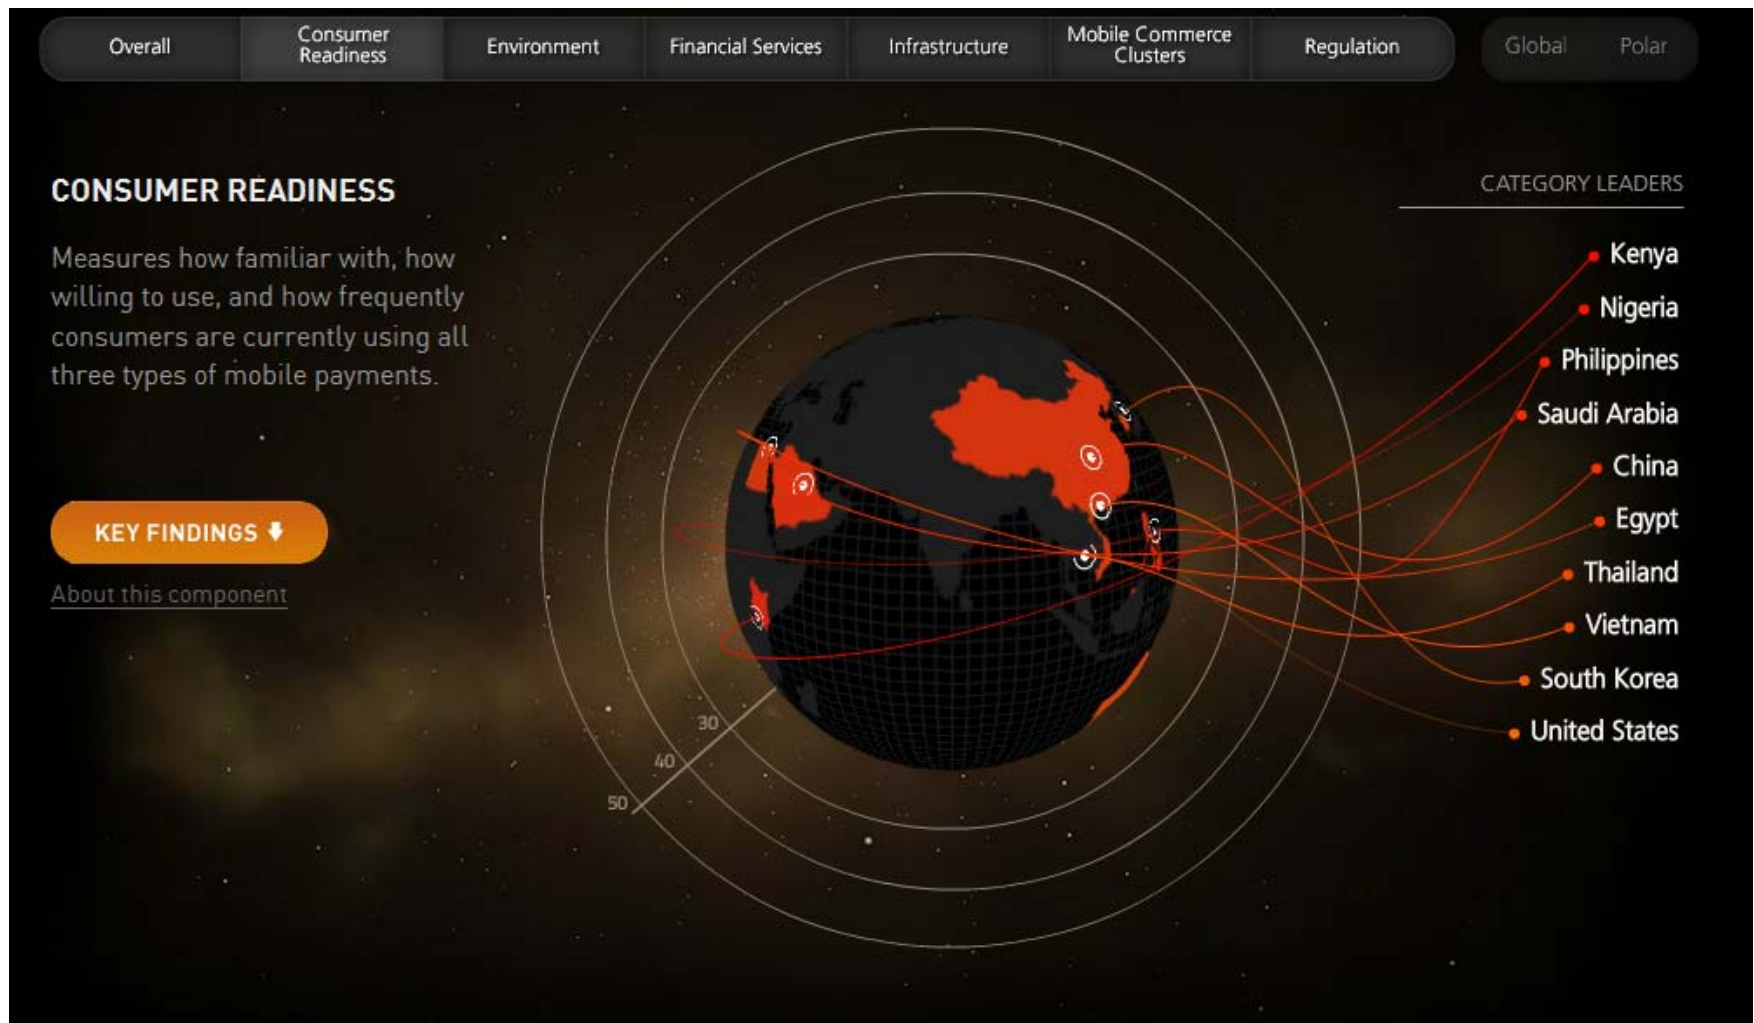 Overall
Consumer
Readiness
Environment
Financial Services
Infrastructure
Mobile Commerce
Clusters
Regulation
Global
Polar
CONSUMER READINESS
Measures how familiar with, how
willing to use, and how frequently
consumers are currently using all
three types of mobile payments.
KEY FINDINGS
About this component
30
40
50
CATEGORY LEADERS
Kenya
Nigeria
Philippines
Saudi Arabia
China
Egypt
Thailand
Vietnam
South Korea
United States